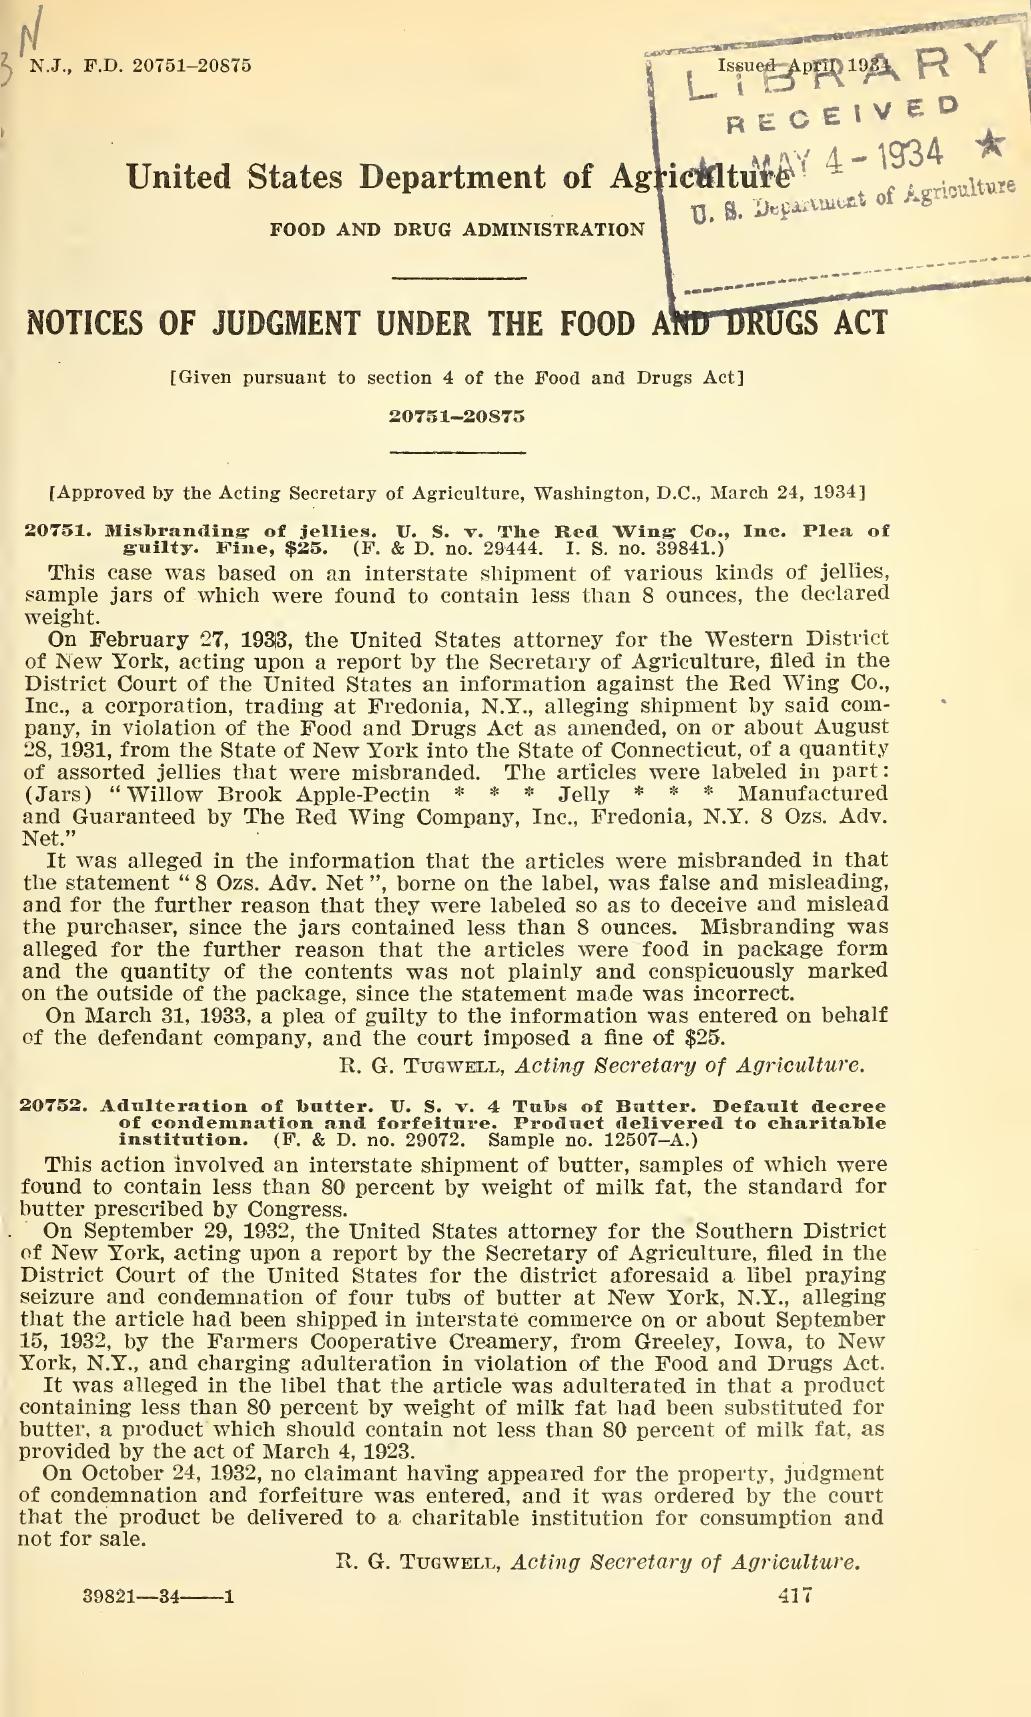 N
3
N.J., F.D. 20751–20875
Issued April 1934
LIBRARY
RECEIVED
★ MAY 4 - 1934 ★
U. S. Department of Agriculture
United States Department of Agriculture
FOOD AND DRUG ADMINISTRATION
NOTICES OF JUDGMENT UNDER THE FOOD AND DRUGS ACT
[Given pursuant to section 4 of the Food and Drugs Act]
20751–20875
[Approved by the Acting Secretary of Agriculture, Washington, D.C., March 24, 1934]
20751. Misbranding of jellies. U. S. v. The Red Wing Co., Inc. Plea of
guilty. Fine, $25. (F. & D. no. 29444. I. S. no. 39841.)
This case was based on an interstate shipment of various kinds of jellies,
sample jars of which were found to contain less than 8 ounces, the declared
weight.
On February 27, 1933, the United States attorney for the Western District
of New York, acting upon a report by the Secretary of Agriculture, filed in the
District Court of the United States an information against the Red Wing Co.,
Inc., a corporation, trading at Fredonia, N.Y., alleging shipment by said com-
pany, in violation of the Food and Drugs Act as amended, on or about August
28, 1931, from the State of New York into the State of Connecticut, of a quantity
of assorted jellies that were misbranded. The articles were labeled in part:
(Jars) “Willow Brook Apple-Pectin * * * Jelly * * * Manufactured
and Guaranteed by The Red Wing Company, Inc., Fredonia, N.Y. 8 Ozs. Adv.
Net.”
It was alleged in the information that the articles were misbranded in that
the statement “8 Ozs. Adv. Net”, borne on the label, was false and misleading,
and for the further reason that they were labeled so as to deceive and mislead
the purchaser, since the jars contained less than 8 ounces. Misbranding was
alleged for the further reason that the articles were food in package form
and the quantity of the contents was not plainly and conspicuously marked
on the outside of the package, since the statement made was incorrect.
On March 31, 1933, a plea of guilty to the information was entered on behalf
of the defendant company, and the court imposed a fine of $25.
R. G. TUGWELL, Acting Secretary of Agriculture.
20752. Adulteration of butter. U. S. v. 4 Tubs of Butter. Default decree
of condemnation and forfeiture. Product delivered to charitable
institution. (F. & D. no. 29072. Sample no. 12507–A.)
This action involved an interstate shipment of butter, samples of which were
found to contain less than 80 percent by weight of milk fat, the standard for
butter prescribed by Congress.
On September 29, 1932, the United States attorney for the Southern District
of New York, acting upon a report by the Secretary of Agriculture, filed in the
District Court of the United States for the district aforesaid a libel praying
seizure and condemnation of four tubs of butter at New York, N.Y., alleging
that the article had been shipped in interstate commerce on or about September
15, 1932, by the Farmers Cooperative Creamery, from Greeley, Iowa, to New
York, N.Y., and charging adulteration in violation of the Food and Drugs Act.
It was alleged in the libel that the article was adulterated in that a product
containing less than 80 percent by weight of milk fat had been substituted for
butter, a product which should contain not less than 80 percent of milk fat, as
provided by the act of March 4, 1923.
On October 24, 1932, no claimant having appeared for the property, judgment
of condemnation and forfeiture was entered, and it was ordered by the court
that the product be delivered to a charitable institution for consumption and
not for sale.
R. G. TUGWELL, Acting Secretary of Agriculture.
39821—34——1
417